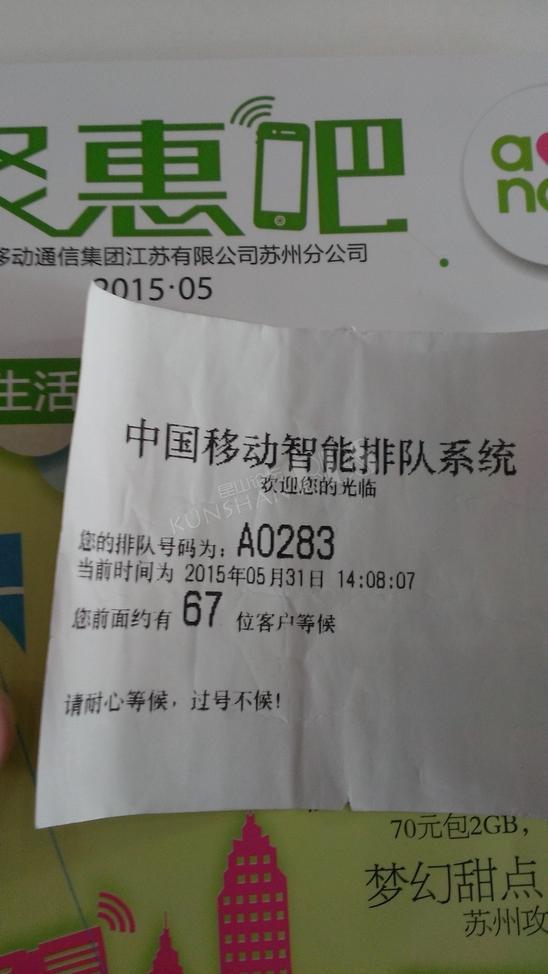 惠吧
移动通信集团江苏有限公司苏州分公司
2015·05
生活
中国移动智能排队系统
欢迎您的光临
KUNSHAN
您的排队号码为：A0283
当前时间为 2015年05月31日 14:08:07
您前面约有 67 位客户等候
请耐心等候，过号不候！
70元包2GB，
梦幻甜点
苏州攻